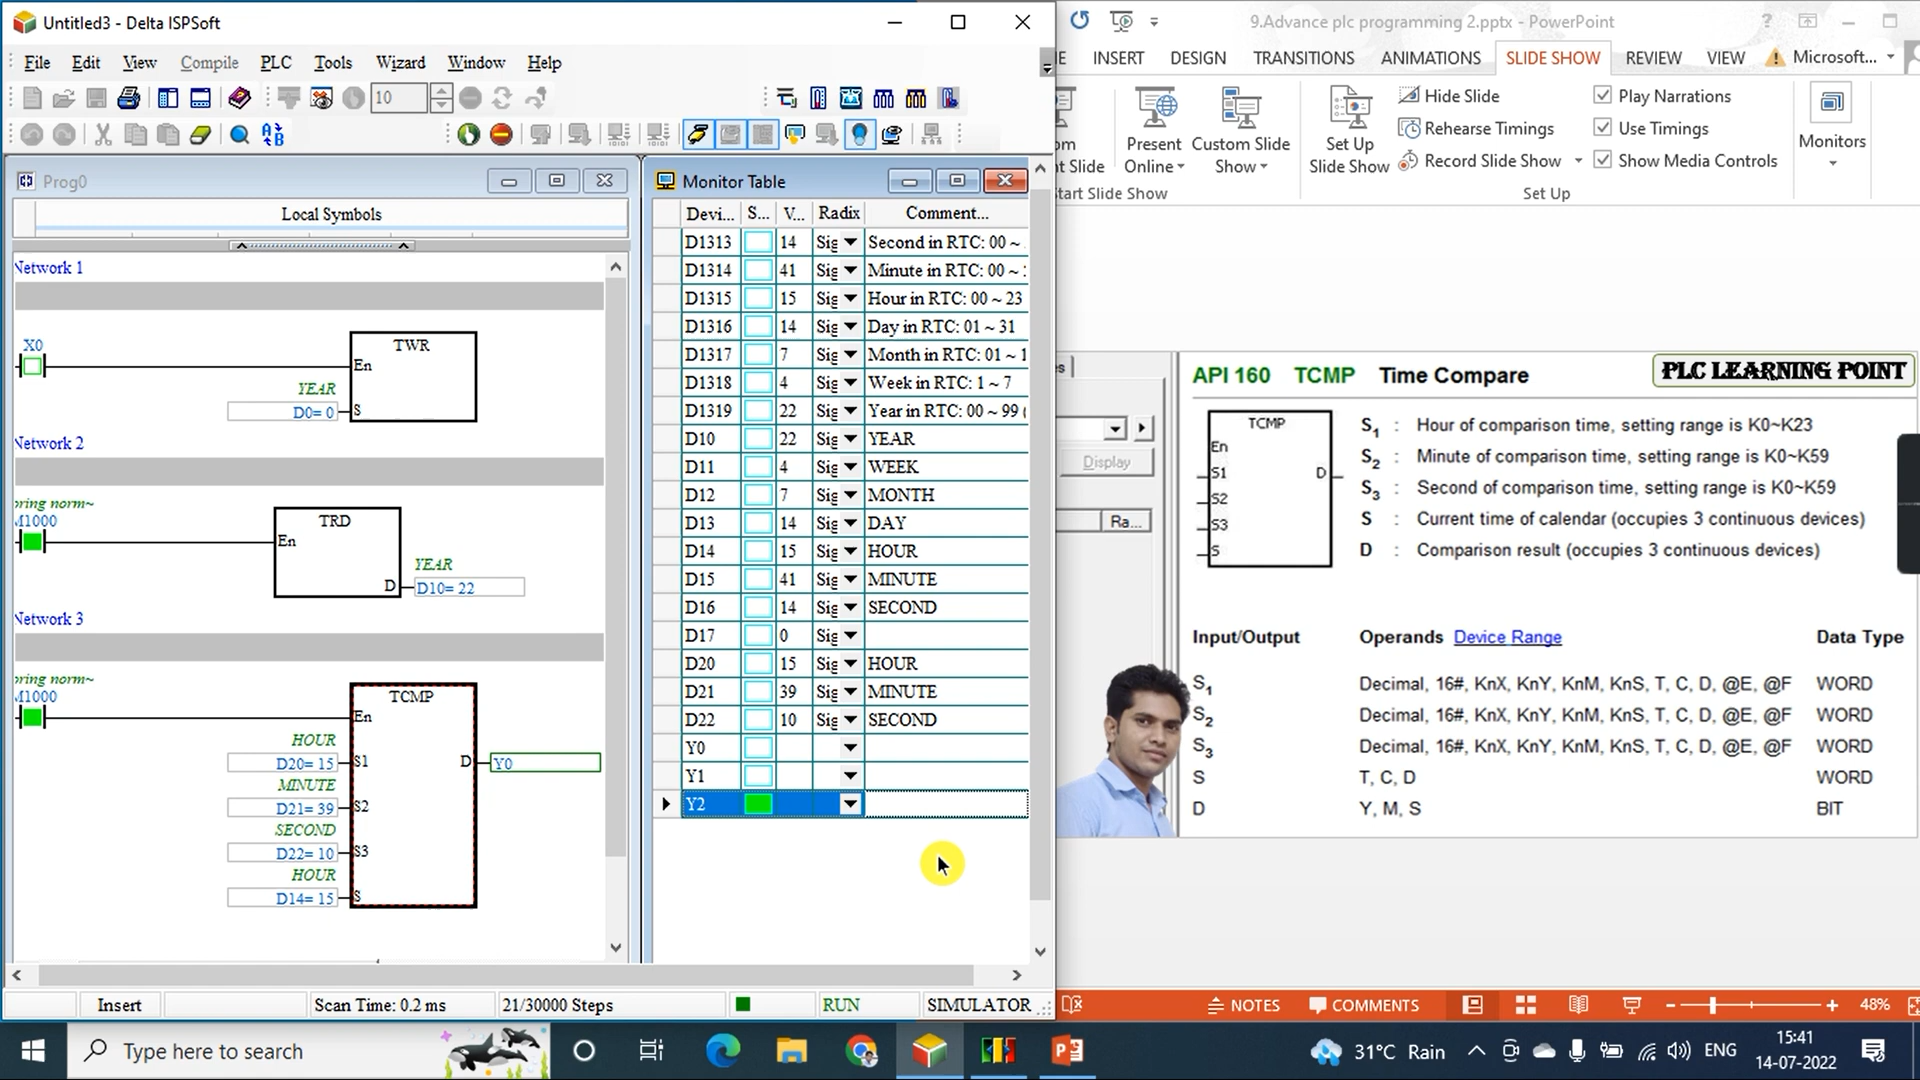 Untitled3 - Delta ISPSoft
File Edit View Compile PLC Tools Wizard Window Help
10
Prog0
Local Symbols
Network 1
X0
TWR
En
YEAR
D0= 0
S
Network 2
oring norm~
M1000
TRD
En
YEAR
D
D10= 22
Network 3
oring norm~
M1000
TCMP
En
HOUR
D20= 15
S1
D
Y0
MINUTE
D21= 39
S2
SECOND
D22= 10
S3
HOUR
D14= 15
S
Insert
Scan Time: 0.2 ms
21/30000 Steps
RUN
SIMULATOR
Monitor Table
Devi... S... V... Radix Comment...
D1313 14 Sig Second in RTC: 00 ~
D1314 41 Sig Minute in RTC: 00 ~
D1315 15 Sig Hour in RTC: 00 ~ 23
D1316 14 Sig Day in RTC: 01 ~ 31
D1317 7 Sig Month in RTC: 01 ~ 1
D1318 4 Sig Week in RTC: 1 ~ 7
D1319 22 Sig Year in RTC: 00 ~ 99 (
D10 22 Sig YEAR
D11 4 Sig WEEK
D12 7 Sig MONTH
D13 14 Sig DAY
D14 15 Sig HOUR
D15 41 Sig MINUTE
D16 14 Sig SECOND
D17 0 Sig
D20 15 Sig HOUR
D21 39 Sig MINUTE
D22 10 Sig SECOND
Y0
Y1
Y2
9.Advance plc programming 2.pptx - PowerPoint
?
E INSERT DESIGN TRANSITIONS ANIMATIONS SLIDE SHOW REVIEW VIEW Microsoft...
om
nt Slide
Present
Online
Custom Slide
Show
Set Up
Slide Show
Hide Slide
Rehearse Timings
Record Slide Show
Play Narrations
Use Timings
Show Media Controls
Monitors
tart Slide Show
Set Up
es
Display
Ra...
API 160 TCMP Time Compare
PLC LEARNING POINT
TCMP
En
S1
D
S2
S3
S
S1 : Hour of comparison time, setting range is K0~K23
S2 : Minute of comparison time, setting range is K0~K59
S3 : Second of comparison time, setting range is K0~K59
S : Current time of calendar (occupies 3 continuous devices)
D : Comparison result (occupies 3 continuous devices)
Input/Output Operands Device Range Data Type
S1 Decimal, 16#, KnX, KnY, KnM, KnS, T, C, D, @E, @F WORD
S2 Decimal, 16#, KnX, KnY, KnM, KnS, T, C, D, @E, @F WORD
S3 Decimal, 16#, KnX, KnY, KnM, KnS, T, C, D, @E, @F WORD
S T, C, D WORD
D Y, M, S BIT
NOTES COMMENTS 48%
Type here to search
31°C Rain
ENG
15:41
14-07-2022